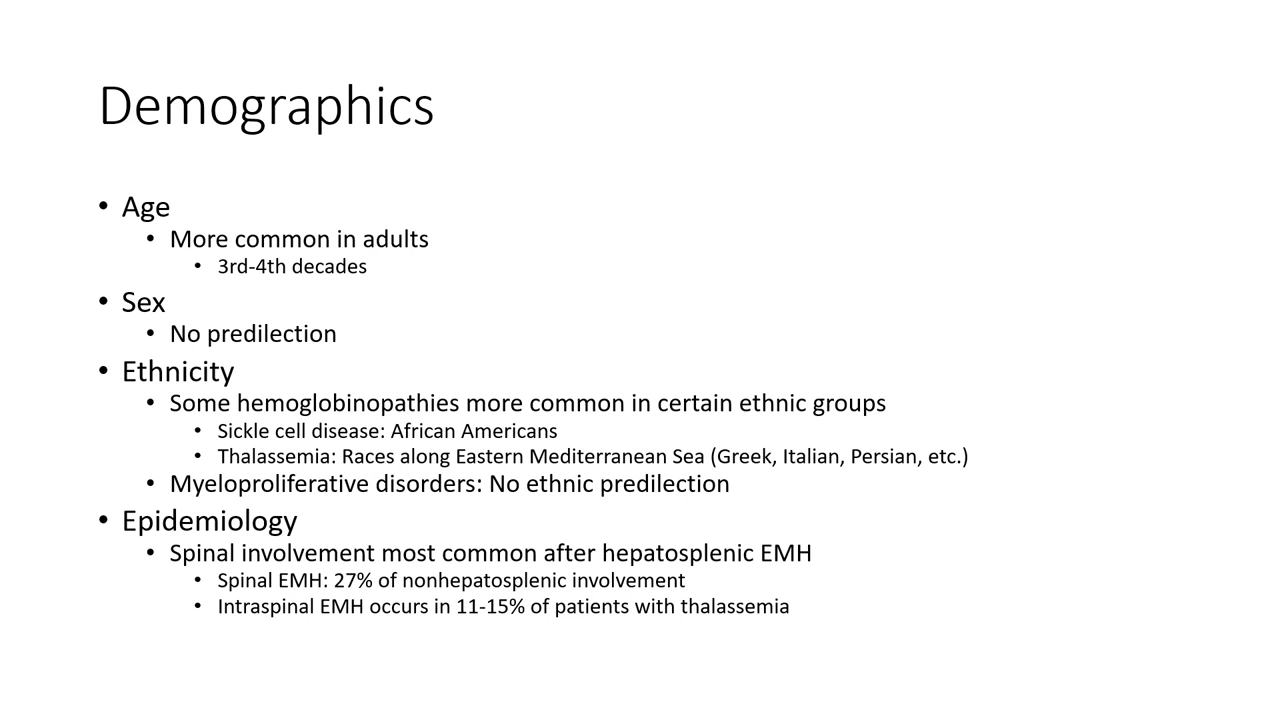 Demographics
• Age
• More common in adults
• 3rd-4th decades
• Sex
• No predilection
• Ethnicity
• Some hemoglobinopathies more common in certain ethnic groups
• Sickle cell disease: African Americans
• Thalassemia: Races along Eastern Mediterranean Sea (Greek, Italian, Persian, etc.)
• Myeloproliferative disorders: No ethnic predilection
• Epidemiology
• Spinal involvement most common after hepatosplenic EMH
• Spinal EMH: 27% of nonhepatosplenic involvement
• Intraspinal EMH occurs in 11-15% of patients with thalassemia